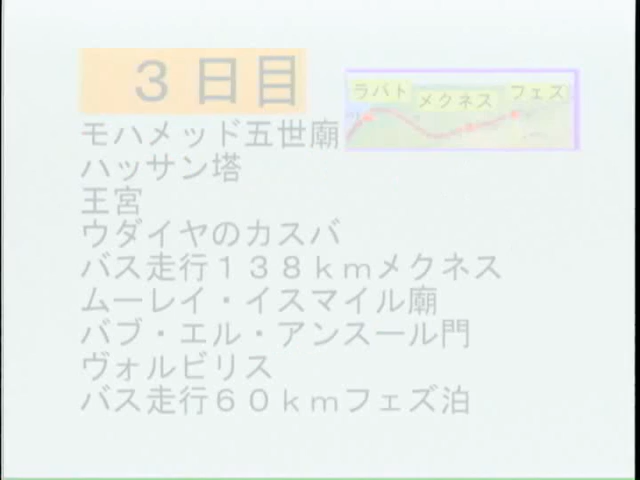 ３日目
ラバト
メクネス
フェズ
モハメッド五世廟
ハッサン塔
王宮
ウダイヤのカスバ
バス走行１３８ｋｍメクネス
ムーレイ・イスマイル廟
バブ・エル・アンスール門
ヴォルビリス
バス走行６０ｋｍフェズ泊